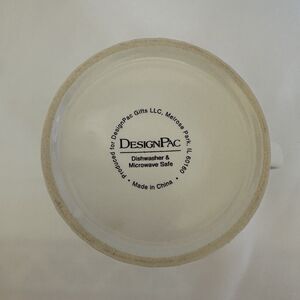 • Produced for DesignPac Gifts LLC, Melrose Park, IL 60160 •
DESIGNPAC
Dishwasher &
Microwave Safe
Made in China